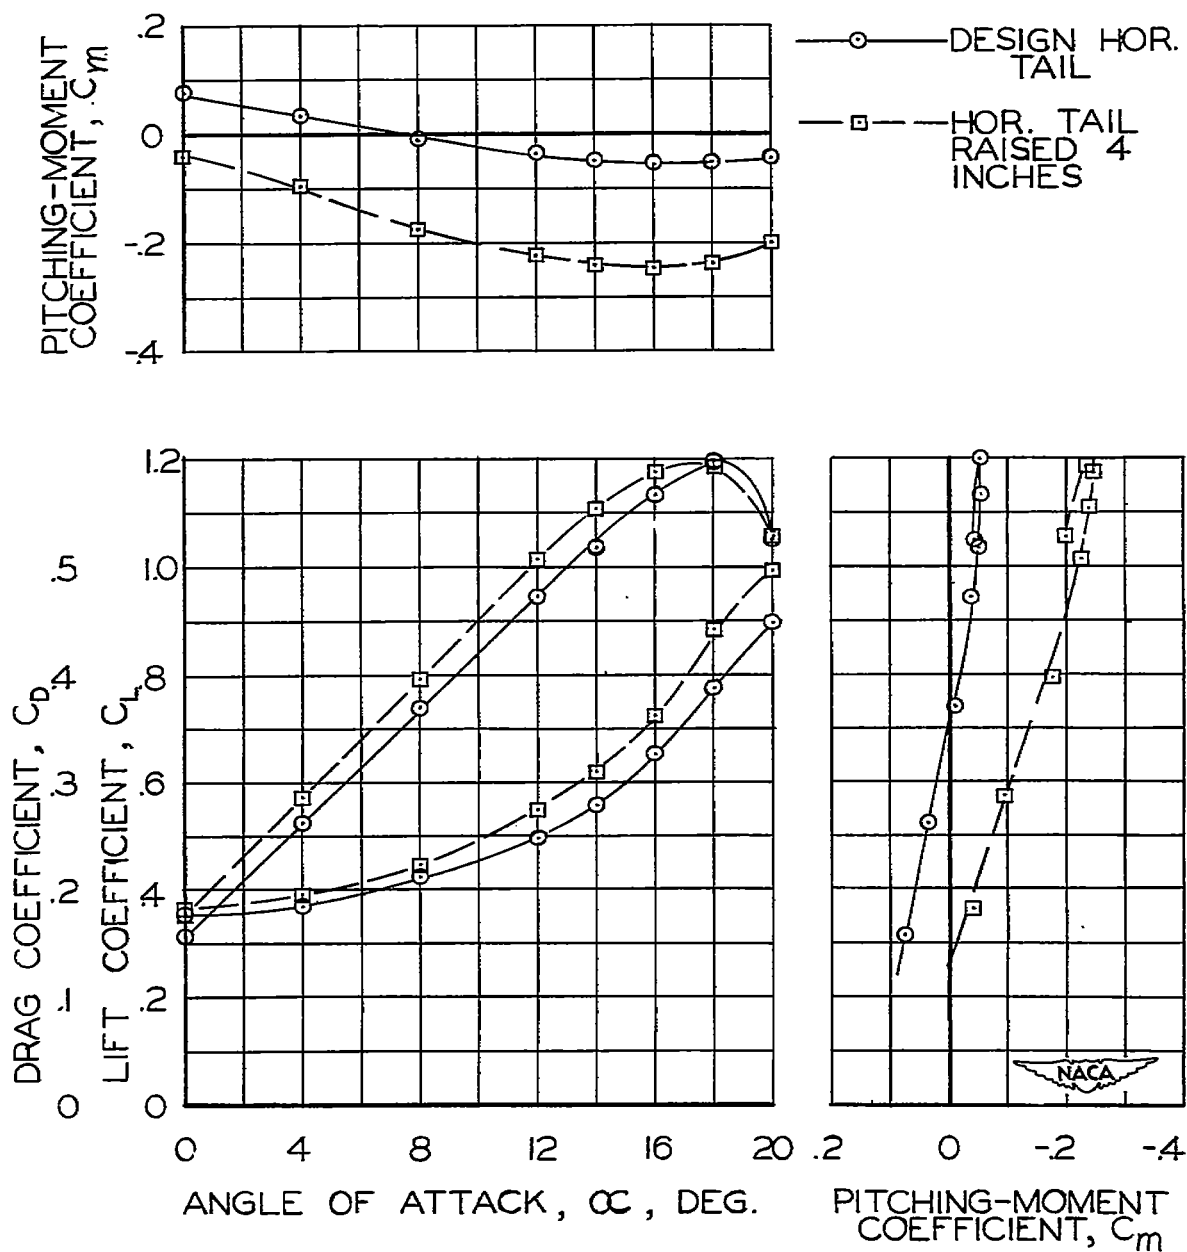 .2
0
-.2
-.4
PITCHING-MOMENT
COEFFICIENT, Cm
DESIGN HOR.
TAIL
HOR. TAIL
RAISED 4
INCHES
1.2
.5 1.0
.4 .8
.3 .6
.2 .4
.1 .2
0 0
DRAG COEFFICIENT, CD
LIFT COEFFICIENT, CL
0 4 8 12 16 20
ANGLE OF ATTACK, α, DEG.
NACA
.2 0 -.2 -.4
PITCHING-MOMENT
COEFFICIENT, Cm